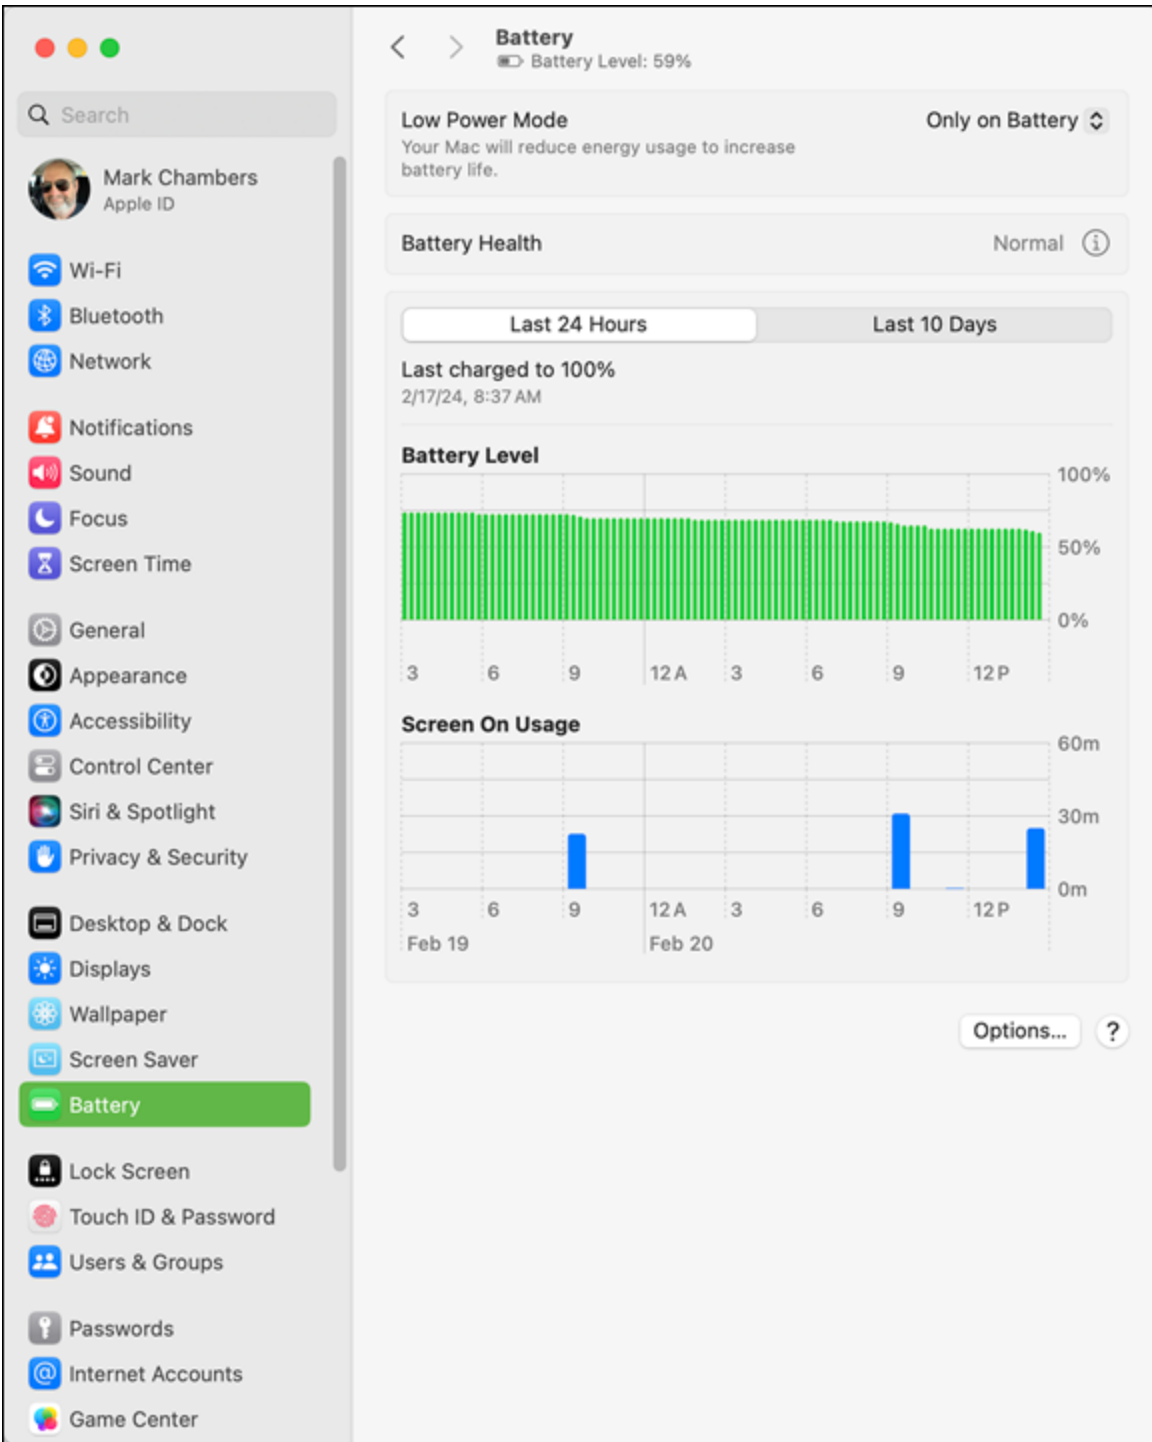 Search
Mark Chambers
Apple ID
Wi-Fi
Bluetooth
Network
Notifications
Sound
Focus
Screen Time
General
Appearance
Accessibility
Control Center
Siri & Spotlight
Privacy & Security
Desktop & Dock
Displays
Wallpaper
Screen Saver
Battery
Lock Screen
Touch ID & Password
Users & Groups
Passwords
Internet Accounts
Game Center
Battery
Battery Level: 59%
Low Power Mode
Only on Battery
Your Mac will reduce energy usage to increase
battery life.
Battery Health
Normal
Last 24 Hours
Last 10 Days
Last charged to 100%
2/17/24, 8:37 AM
Battery Level
100%
50%
0%
3 6 9 12 A 3 6 9 12 P
Screen On Usage
60m
30m
0m
3 6 9 12 A 3 6 9 12 P
Feb 19 Feb 20
Options...
?